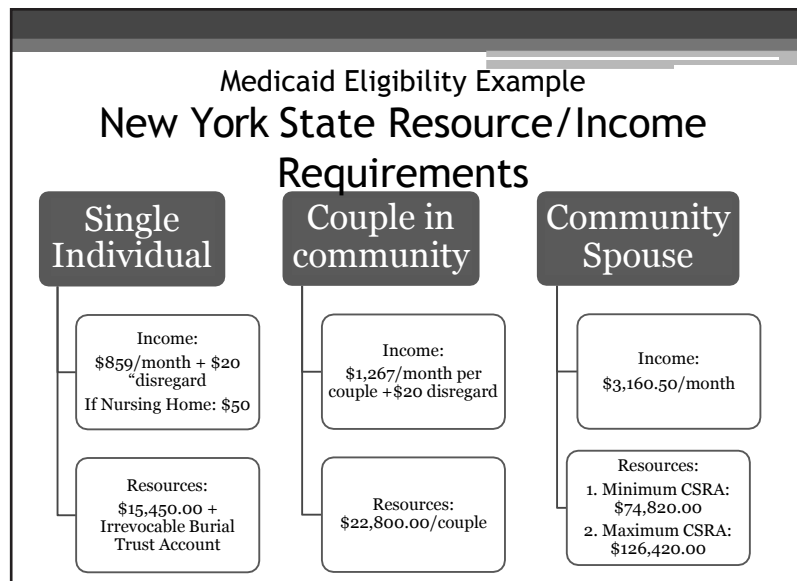 Medicaid Eligibility Example
New York State Resource/Income
Requirements
Single
Individual
Income:
$859/month + $20
“disregard
If Nursing Home: $50
Resources:
$15,450.00 +
Irrevocable Burial
Trust Account
Couple in
community
Income:
$1,267/month per
couple +$20 disregard
Resources:
$22,800.00/couple
Community
Spouse
Income:
$3,160.50/month
Resources:
1. Minimum CSRA:
$74,820.00
2. Maximum CSRA:
$126,420.00